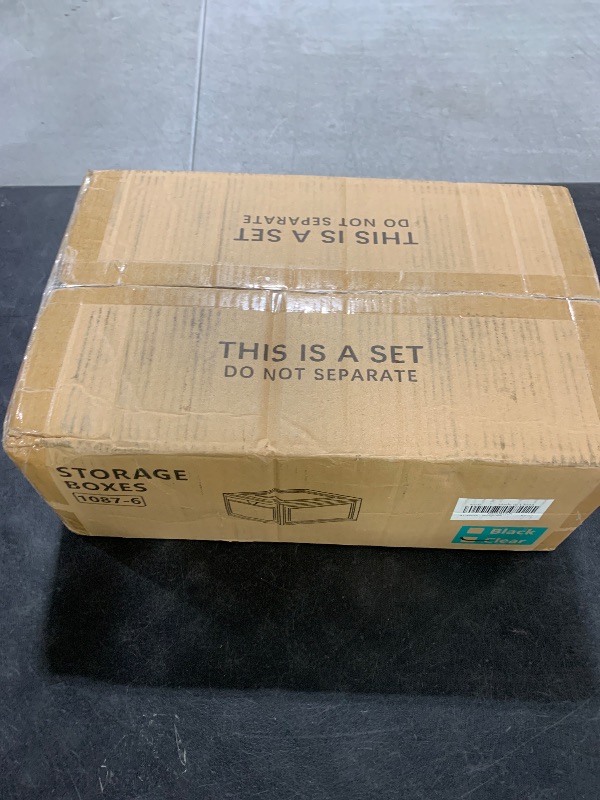 THIS IS A SET
DO NOT SEPARATE
THIS IS A SET
DO NOT SEPARATE
STORAGE
BOXES
1087-6
Black
Clear